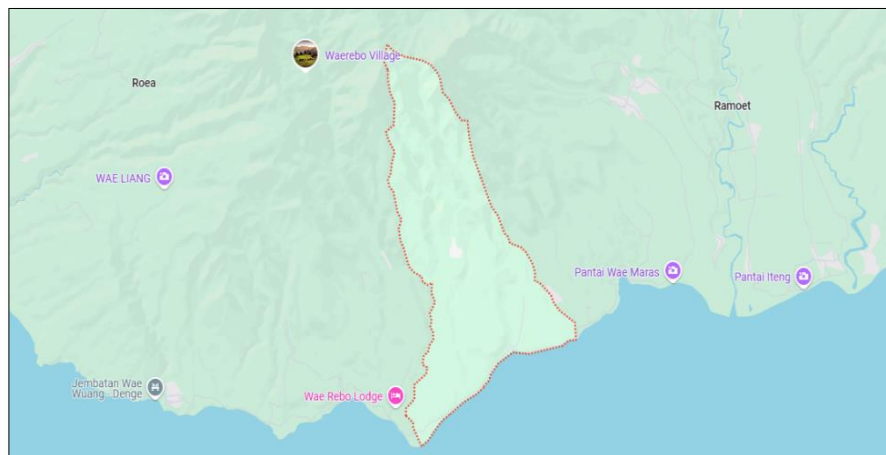 Waerebo Village
Roea
Ramoet
WAE LIANG
Pantai Wae Maras
Pantai Iteng
Jembatan Wae
Wuang - Denge
Wae Rebo Lodge